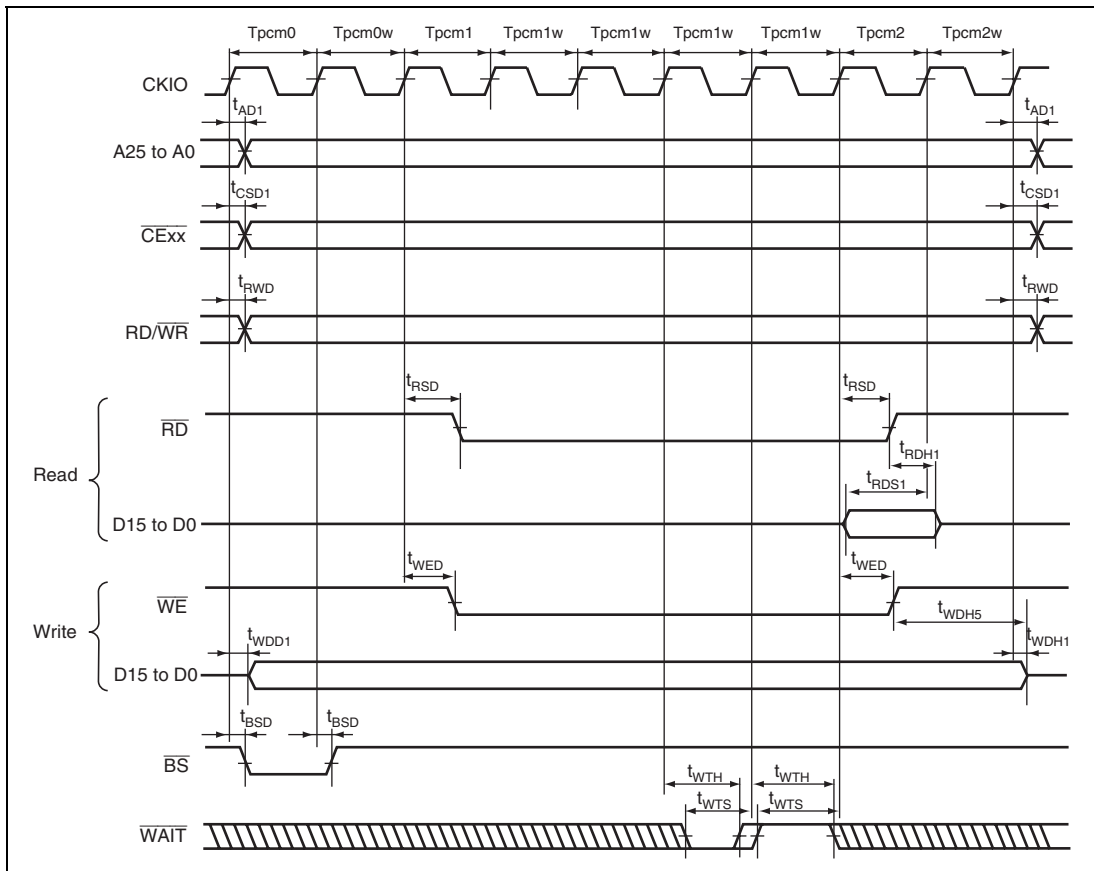 Tpcm0 Tpcm0w Tpcm1 Tpcm1w Tpcm1w Tpcm1w Tpcm1w Tpcm2 Tpcm2w
CKIO
tAD1 tAD1
A25 to A0
tCSD1 tCSD1
CExx
tRWD tRWD
RD/WR
tRSD tRSD
RD
tRDH1
Read
tRDS1
D15 to D0
tWED tWED
WE
tWDH5
Write
tWDD1 tWDH1
D15 to D0
tBSD tBSD
BS
tWTH tWTH
tWTS tWTS
WAIT